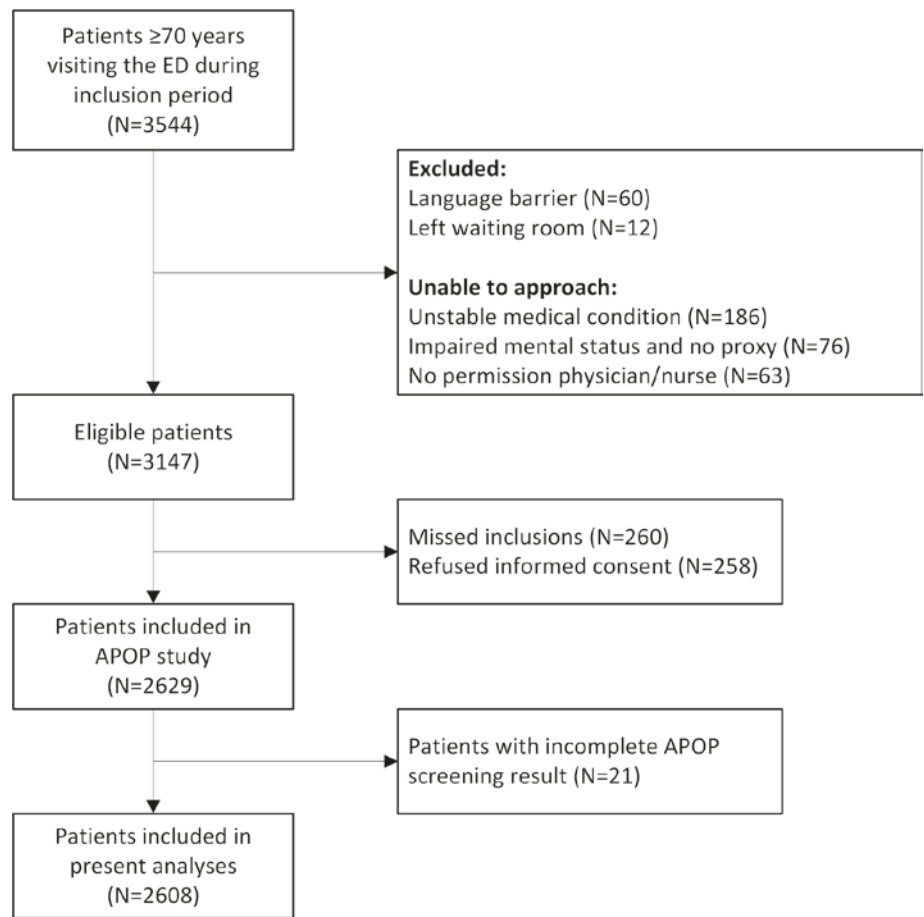 Patients ≥70 years
visiting the ED during
inclusion period
(N=3544)
Excluded:
Language barrier (N=60)
Left waiting room (N=12)
Unable to approach:
Unstable medical condition (N=186)
Impaired mental status and no proxy (N=76)
No permission physician/nurse (N=63)
Eligible patients
(N=3147)
Missed inclusions (N=260)
Refused informed consent (N=258)
Patients included in
APOP study
(N=2629)
Patients with incomplete APOP
screening result (N=21)
Patients included in
present analyses
(N=2608)